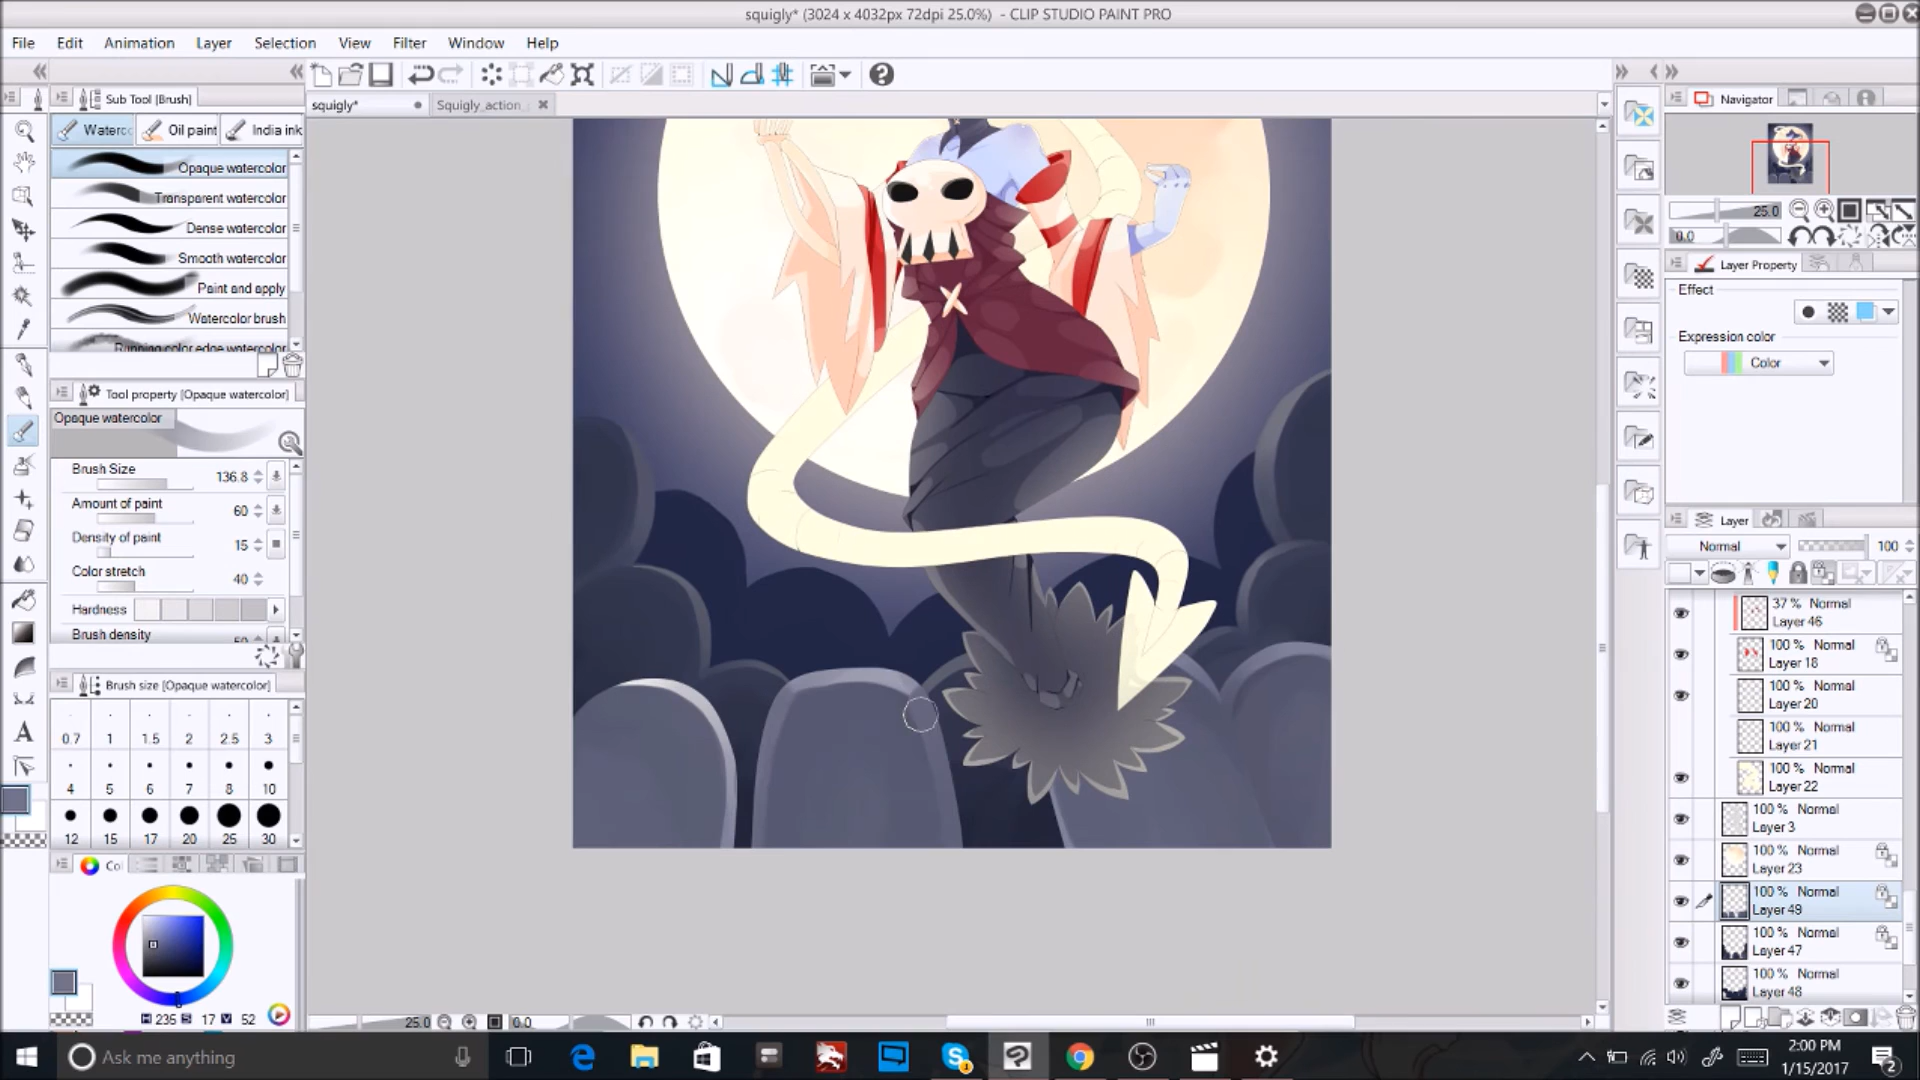 squigly* (3024 x 4032px 72dpi 25.0%) - CLIP STUDIO PAINT PRO
File Edit Animation Layer Selection View Filter Window Help
squigly* Squigly_action_
Sub Tool [Brush]
Waterc Oil paint India ink
Opaque watercolor
Transparent watercolor
Dense watercolor
Smooth watercolor
Paint and apply
Watercolor brush
Running color edge watercolor
Tool property [Opaque watercolor]
Opaque watercolor
Brush Size 136.8
Amount of paint 60
Density of paint 15
Color stretch 40
Hardness
Brush density 50
Brush size [Opaque watercolor]
0.7 1 1.5 2 2.5 3
4 5 6 7 8 10
12 15 17 20 25 30
Col
H 235 S 17 V 52
25.0 0.0
Navigator
25.0
0.0
Layer Property
Effect
Expression color
Color
Layer
Normal 100
37 % Normal
Layer 46
100 % Normal
Layer 18
100 % Normal
Layer 20
100 % Normal
Layer 21
100 % Normal
Layer 22
100 % Normal
Layer 3
100 % Normal
Layer 23
100 % Normal
Layer 49
100 % Normal
Layer 47
100 % Normal
Layer 48
Ask me anything
2:00 PM
1/15/2017
2